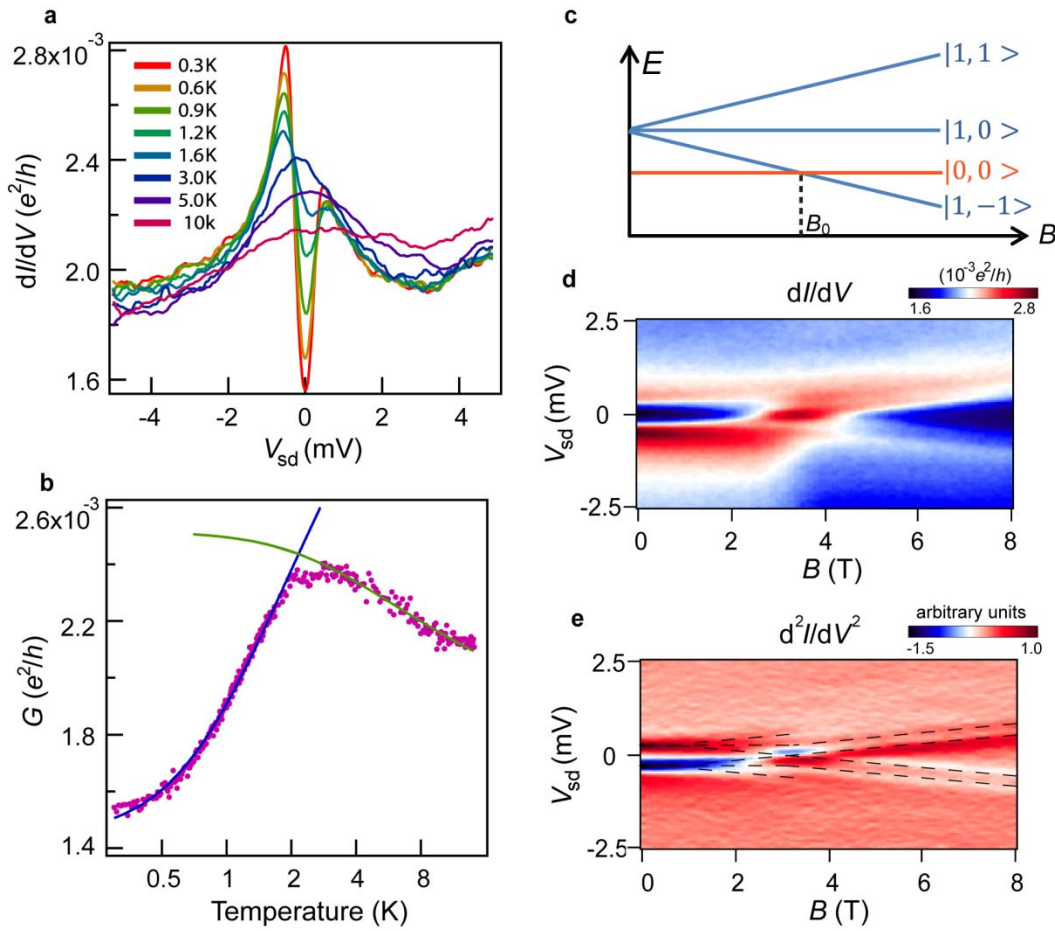 a
2.8x10-3
2.4
2.0
1.6
dI/dV (e2/h)
0.3K
0.6K
0.9K
1.2K
1.6K
3.0K
5.0K
10k
-4
-2
0
2
4
Vsd (mV)
b
2.6x10-3
2.2
1.8
1.4
G (e2/h)
0.5
1
2
4
8
Temperature (K)
c
E
|1, 1 >
|1, 0 >
|0, 0 >
|1, −1 >
B0
B
d
dI/dV
(10-3e2/h)
1.6 2.8
2.5
0
-2.5
Vsd (mV)
0 2 4 6 8
B (T)
e
d2I/dV2
arbitrary units
-1.5 1.0
2.5
0
-2.5
Vsd (mV)
0 2 4 6 8
B (T)